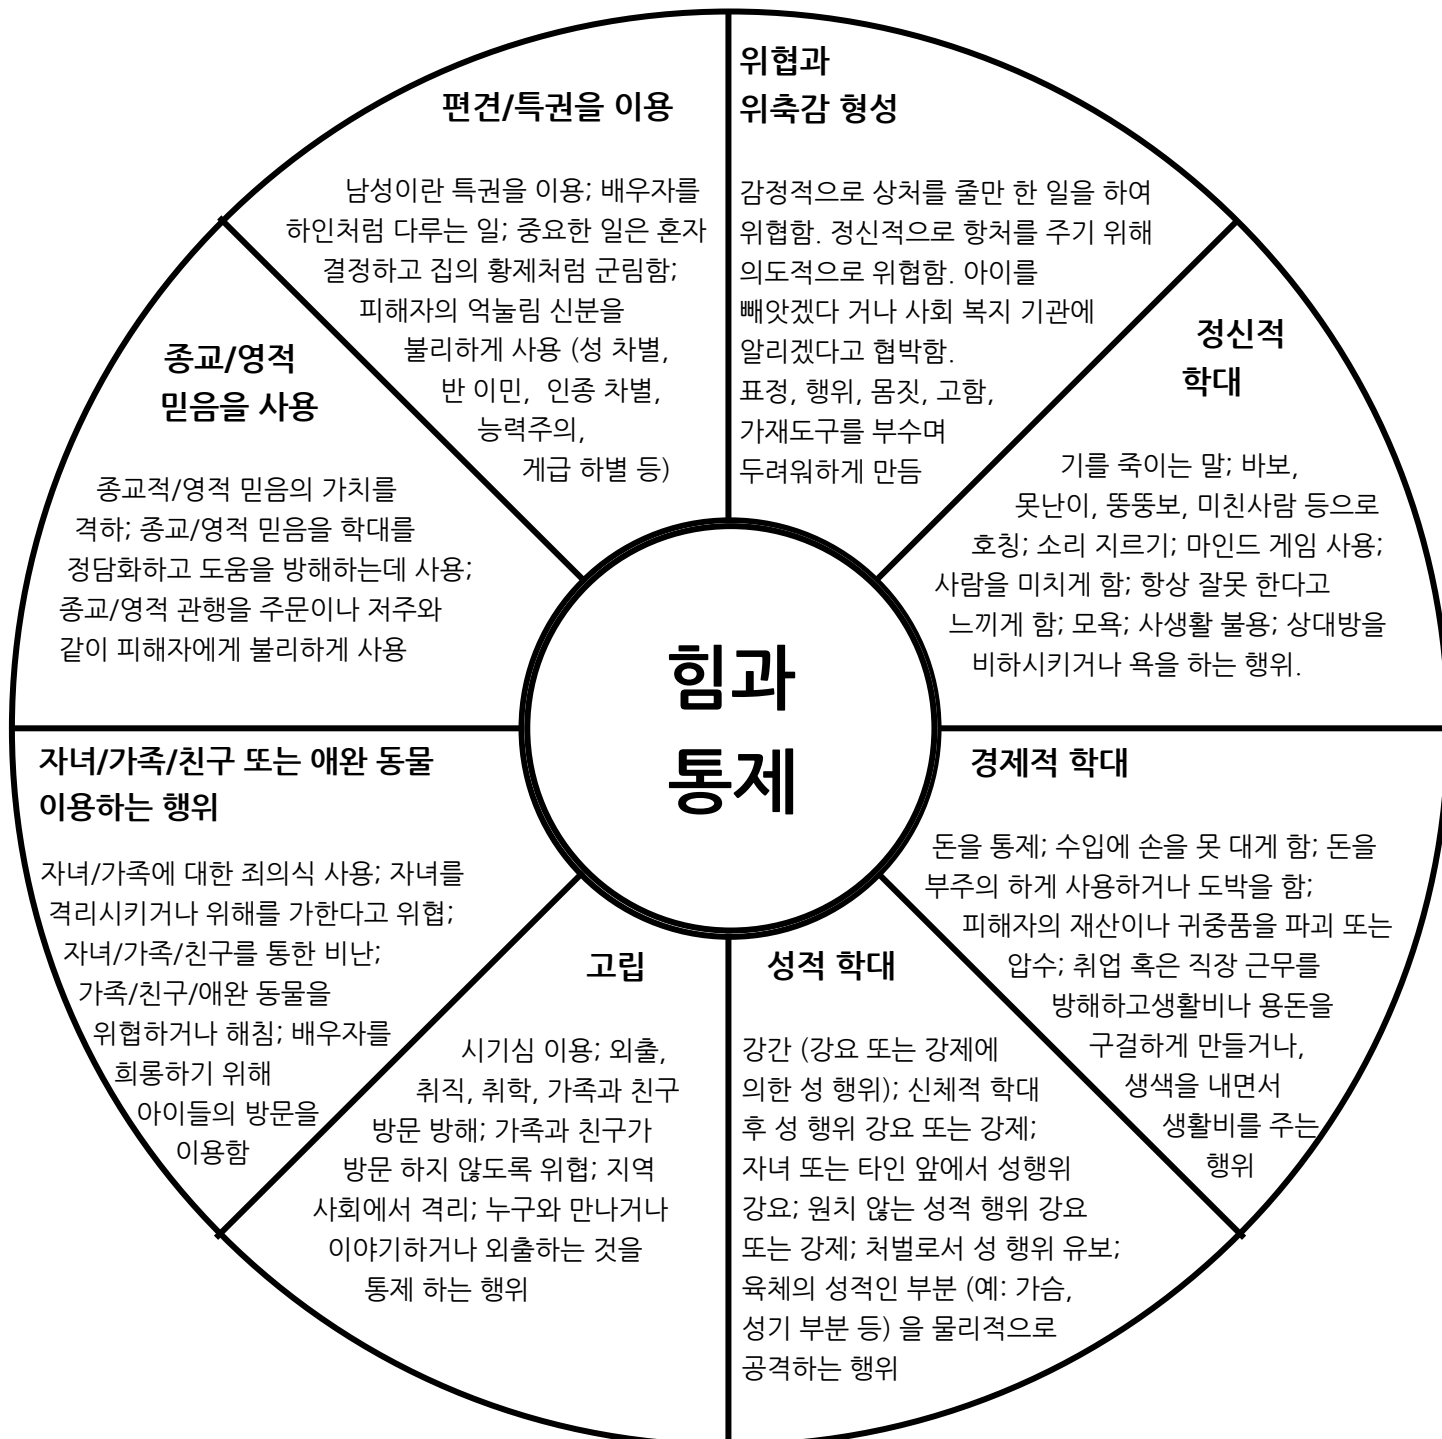 위협과
위축감 형성
감정적으로 상처를 줄만 한 일을 하여
위협함. 정신적으로 항처를 주기 위해
의도적으로 위협함. 아이를
빼앗겠다 거나 사회 복지 기관에
알리겠다고 협박함.
표정, 행위, 몸짓, 고함,
가재도구를 부수며
두려워하게 만듬
정신적
학대
기를 죽이는 말; 바보,
못난이, 뚱뚱보, 미친사람 등으로
호칭; 소리 지르기; 마인드 게임 사용;
사람을 미치게 함; 항상 잘못 한다고
느끼게 함; 모욕; 사생활 불용; 상대방을
비하시키거나 욕을 하는 행위.
경제적 학대
돈을 통제; 수입에 손을 못 대게 함; 돈을
부주의 하게 사용하거나 도박을 함;
피해자의 재산이나 귀중품을 파괴 또는
압수; 취업 혹은 직장 근무를
방해하고생활비나 용돈을
구걸하게 만들거나,
생색을 내면서
생활비를 주는
행위
성적 학대
강간 (강요 또는 강제에
의한 성 행위); 신체적 학대
후 성 행위 강요 또는 강제;
자녀 또는 타인 앞에서 성행위
강요; 원치 않는 성적 행위 강요
또는 강제; 처벌로서 성 행위 유보;
육체의 성적인 부분 (예: 가슴,
성기 부분 등) 을 물리적으로
공격하는 행위
고립
시기심 이용; 외출,
취직, 취학, 가족과 친구
방문 방해; 가족과 친구가
방문 하지 않도록 위협; 지역
사회에서 격리; 누구와 만나거나
이야기하거나 외출하는 것을
통제 하는 행위
자녀/가족/친구 또는 애완 동물
이용하는 행위
자녀/가족에 대한 죄의식 사용; 자녀를
격리시키거나 위해를 가한다고 위협;
자녀/가족/친구를 통한 비난;
가족/친구/애완 동물을
위협하거나 해침; 배우자를
희롱하기 위해
아이들의 방문을
이용함
종교/영적
믿음을 사용
종교적/영적 믿음의 가치를
격하; 종교/영적 믿음을 학대를
정담화하고 도움을 방해하는데 사용;
종교/영적 관행을 주문이나 저주와
같이 피해자에게 불리하게 사용
편견/특권을 이용
남성이란 특권을 이용; 배우자를
하인처럼 다루는 일; 중요한 일은 혼자
결정하고 집의 황제처럼 군림함;
피해자의 억눌림 신분을
불리하게 사용 (성 차별,
반 이민, 인종 차별,
능력주의,
게급 하별 등)
힘과
통제